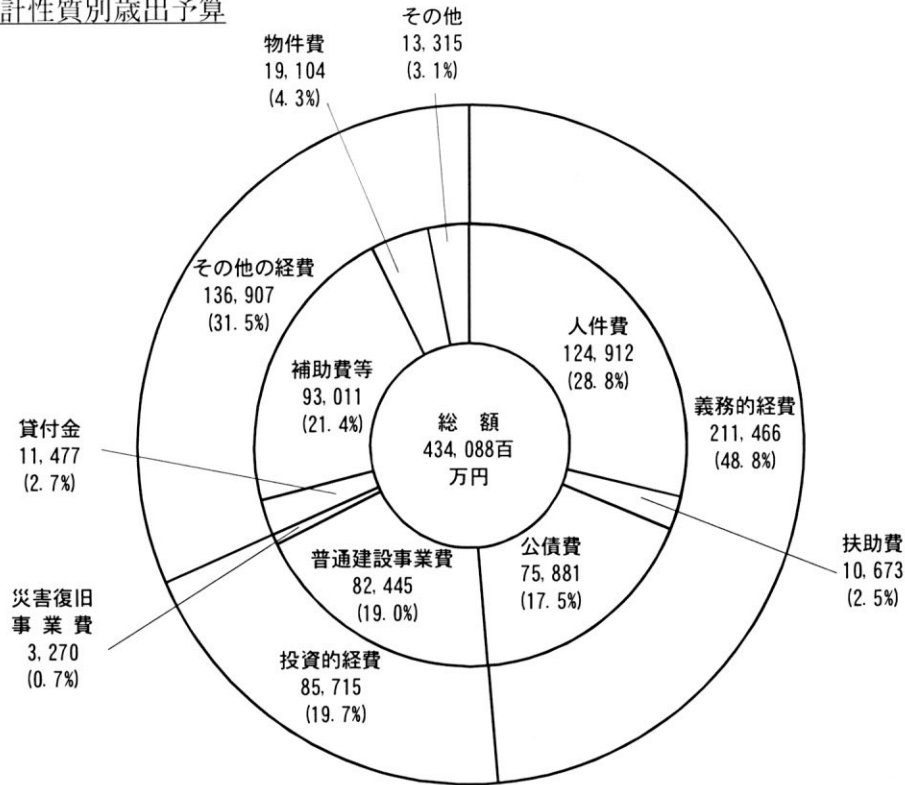 計性質別歳出予算
その他
13,315
(3.1%)
物件費
19,104
(4.3%)
その他の経費
136,907
(31.5%)
人件費
124,912
(28.8%)
補助費等
93,011
(21.4%)
義務的経費
211,466
(48.8%)
総 額
434,088百
万円
貸付金
11,477
(2.7%)
扶助費
10,673
(2.5%)
公債費
75,881
(17.5%)
普通建設事業費
82,445
(19.0%)
災害復旧
事 業 費
3,270
(0.7%)
投資的経費
85,715
(19.7%)